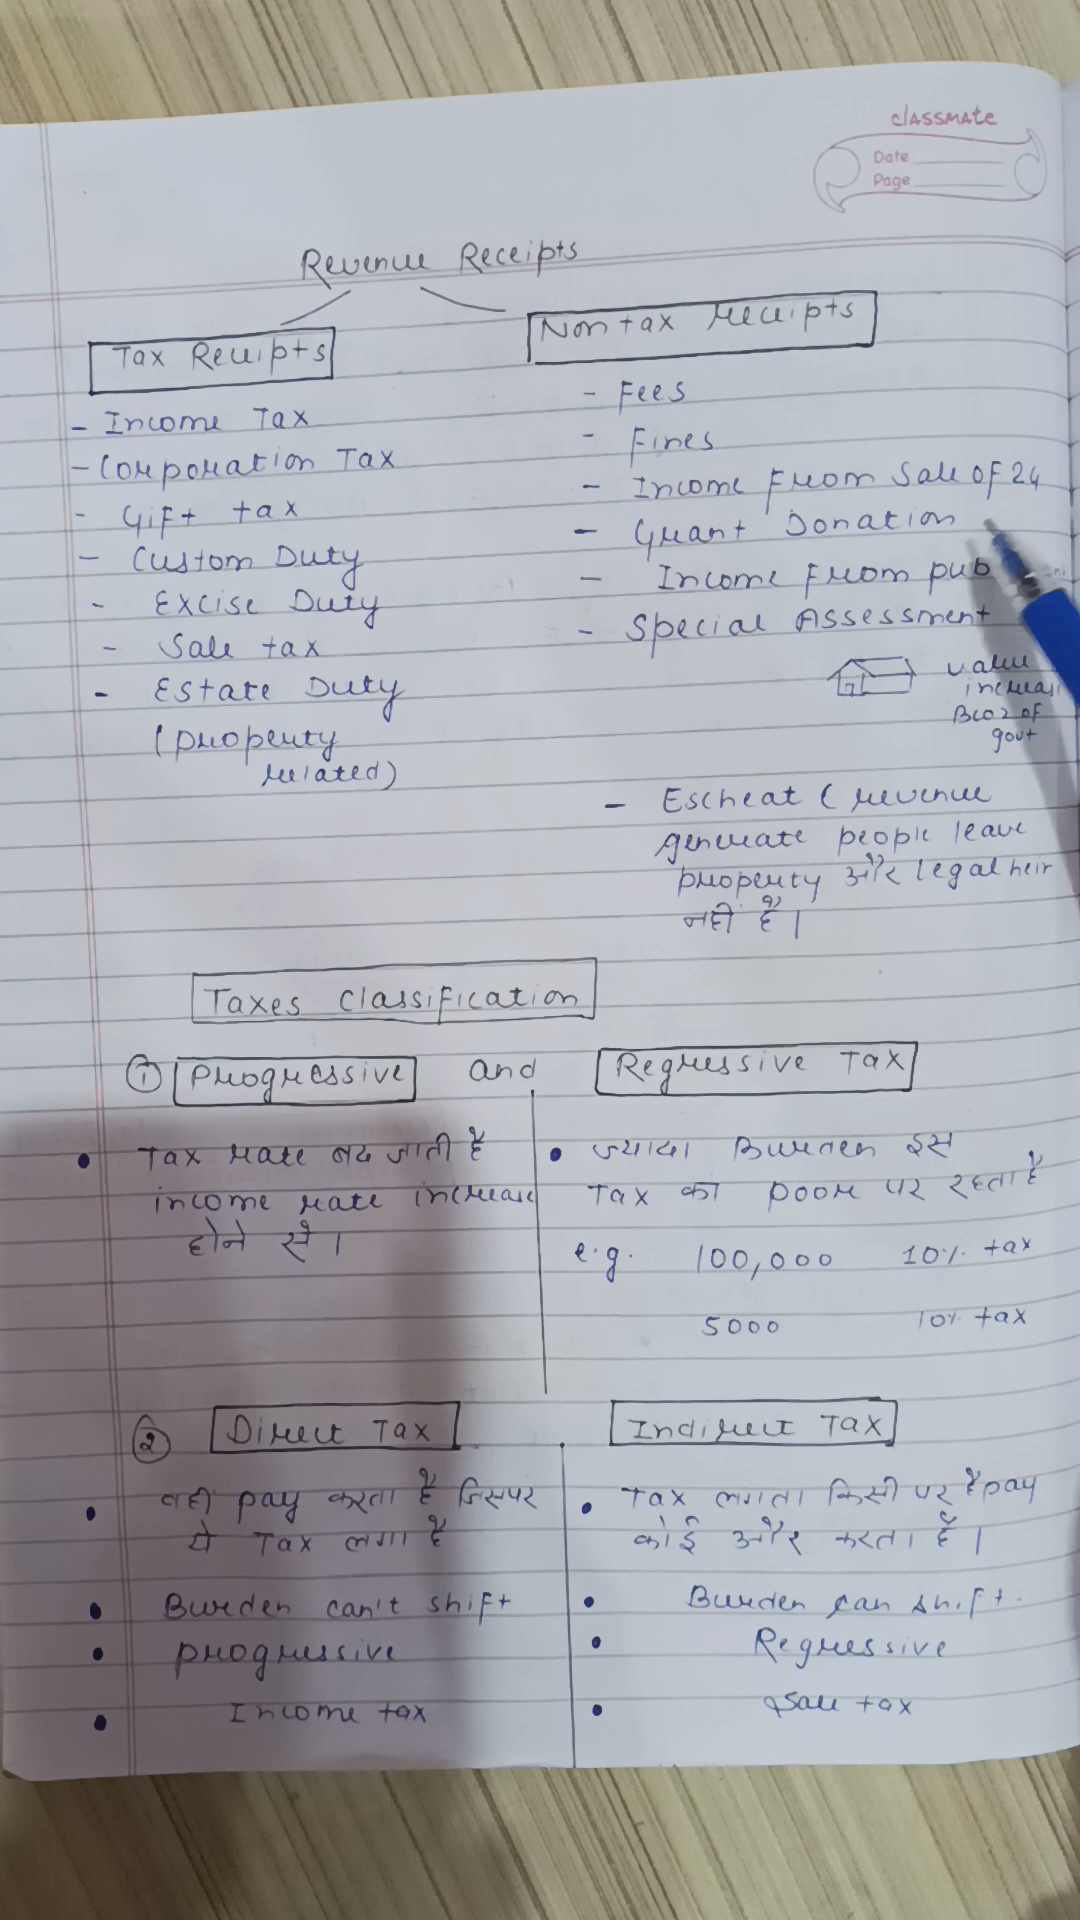 classmate
Date
Page
Revenue Receipts
Tax Receipts
Non tax receipts
- Income Tax
- Corporation Tax
- Gift tax
- Custom Duty
- Excise Duty
- Sale tax
- Estate Duty
(property
related)
- Fees
- Fines
- Income From Sale of 2G
- Grant Donation
- Income From pub
- Special Assessment
value
increas
Bcoz of
govt
- Escheat ( revenue
generate people leave
property और legal heir
नही है।
Taxes Classification
① Progressive and Regressive Tax
• Tax rate बढ जाती है
income rate increase
होने से।
• ज्यादा Burden इस
Tax का poor पर रहता है
e.g. 100,000 10% tax
5000 10% tax
② Direct Tax
Indirect Tax
• वही pay करता है जिसपर
ये Tax लगा है
• Burden can't shift
• progressive
• Income tax
• Tax लगता किसी पर है pay
कोई और करता है।
• Burden can shift.
• Regressive
• Sale tax